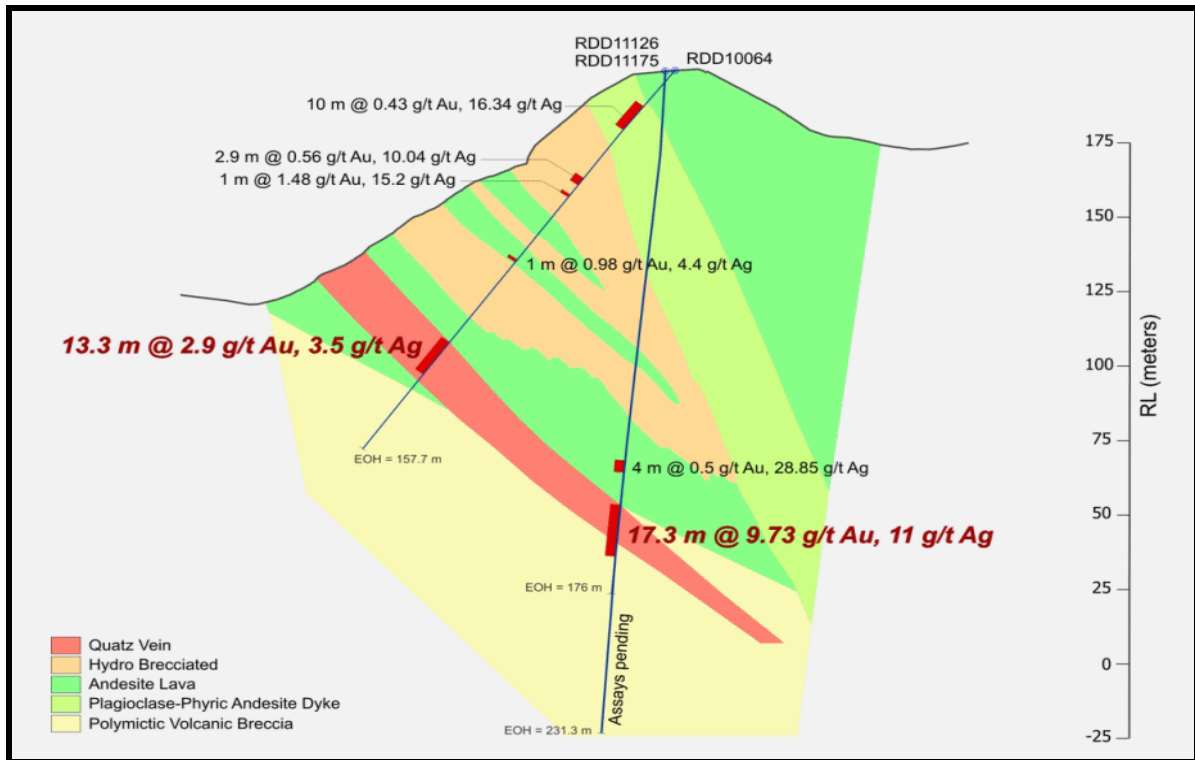 RDD11126
RDD11175
RDD10064
10 m @ 0.43 g/t Au, 16.34 g/t Ag
2.9 m @ 0.56 g/t Au, 10.04 g/t Ag
1 m @ 1.48 g/t Au, 15.2 g/t Ag
1 m @ 0.98 g/t Au, 4.4 g/t Ag
13.3 m @ 2.9 g/t Au, 3.5 g/t Ag
EOH = 157.7 m
4 m @ 0.5 g/t Au, 28.85 g/t Ag
17.3 m @ 9.73 g/t Au, 11 g/t Ag
EOH = 176 m
Assays pending
EOH = 231.3 m
175
150
125
100
75
50
25
0
-25
RL (meters)
Quatz Vein
Hydro Brecciated
Andesite Lava
Plagioclase-Phyric Andesite Dyke
Polymictic Volcanic Breccia